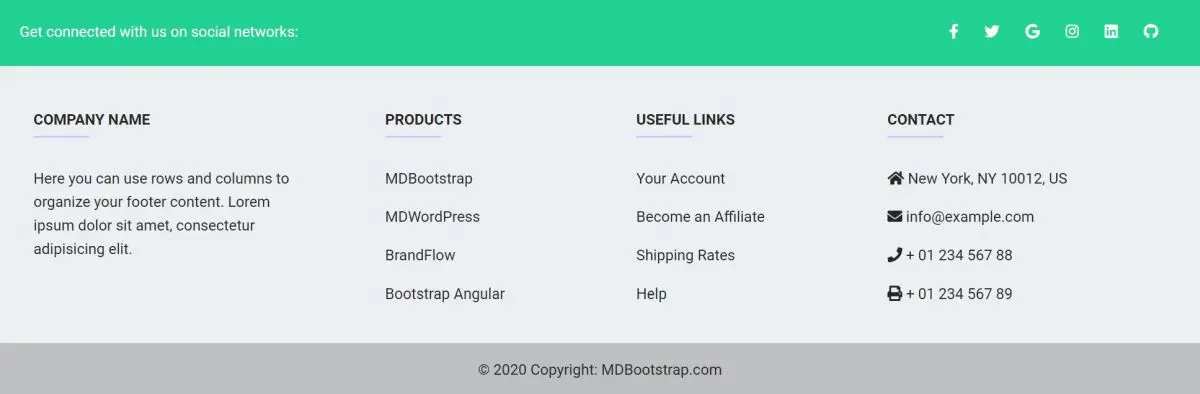 Get connected with us on social networks:
COMPANY NAME
Here you can use rows and columns to
organize your footer content. Lorem
ipsum dolor sit amet, consectetur
adipisicing elit.
PRODUCTS
MDBootstrap
MDWordPress
BrandFlow
Bootstrap Angular
USEFUL LINKS
Your Account
Become an Affiliate
Shipping Rates
Help
CONTACT
New York, NY 10012, US
info@example.com
+ 01 234 567 88
+ 01 234 567 89
© 2020 Copyright: MDBootstrap.com